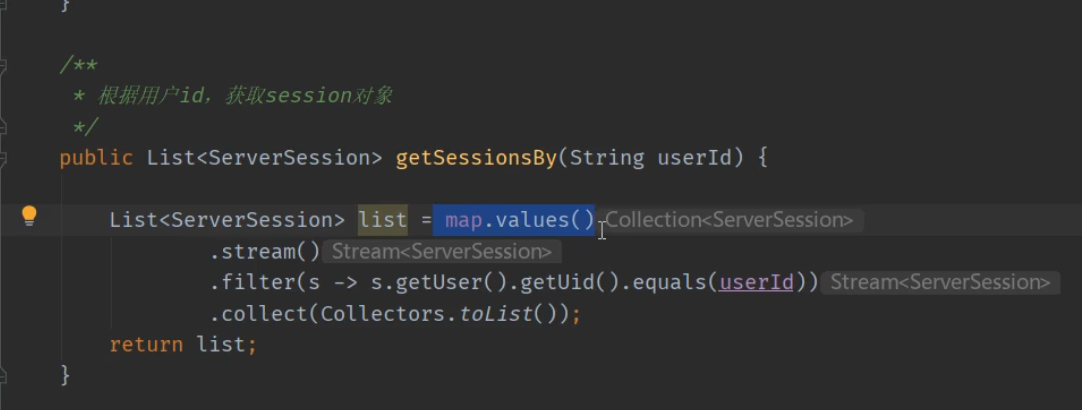 }
/**
* 根据用户id，获取session对象
*/
public List<ServerSession> getSessionsBy(String userId) {
List<ServerSession> list = map.values() Collection<ServerSession>
.stream() Stream<ServerSession>
.filter(s -> s.getUser().getUid().equals(userId)) Stream<ServerSession>
.collect(Collectors.toList());
return list;
}